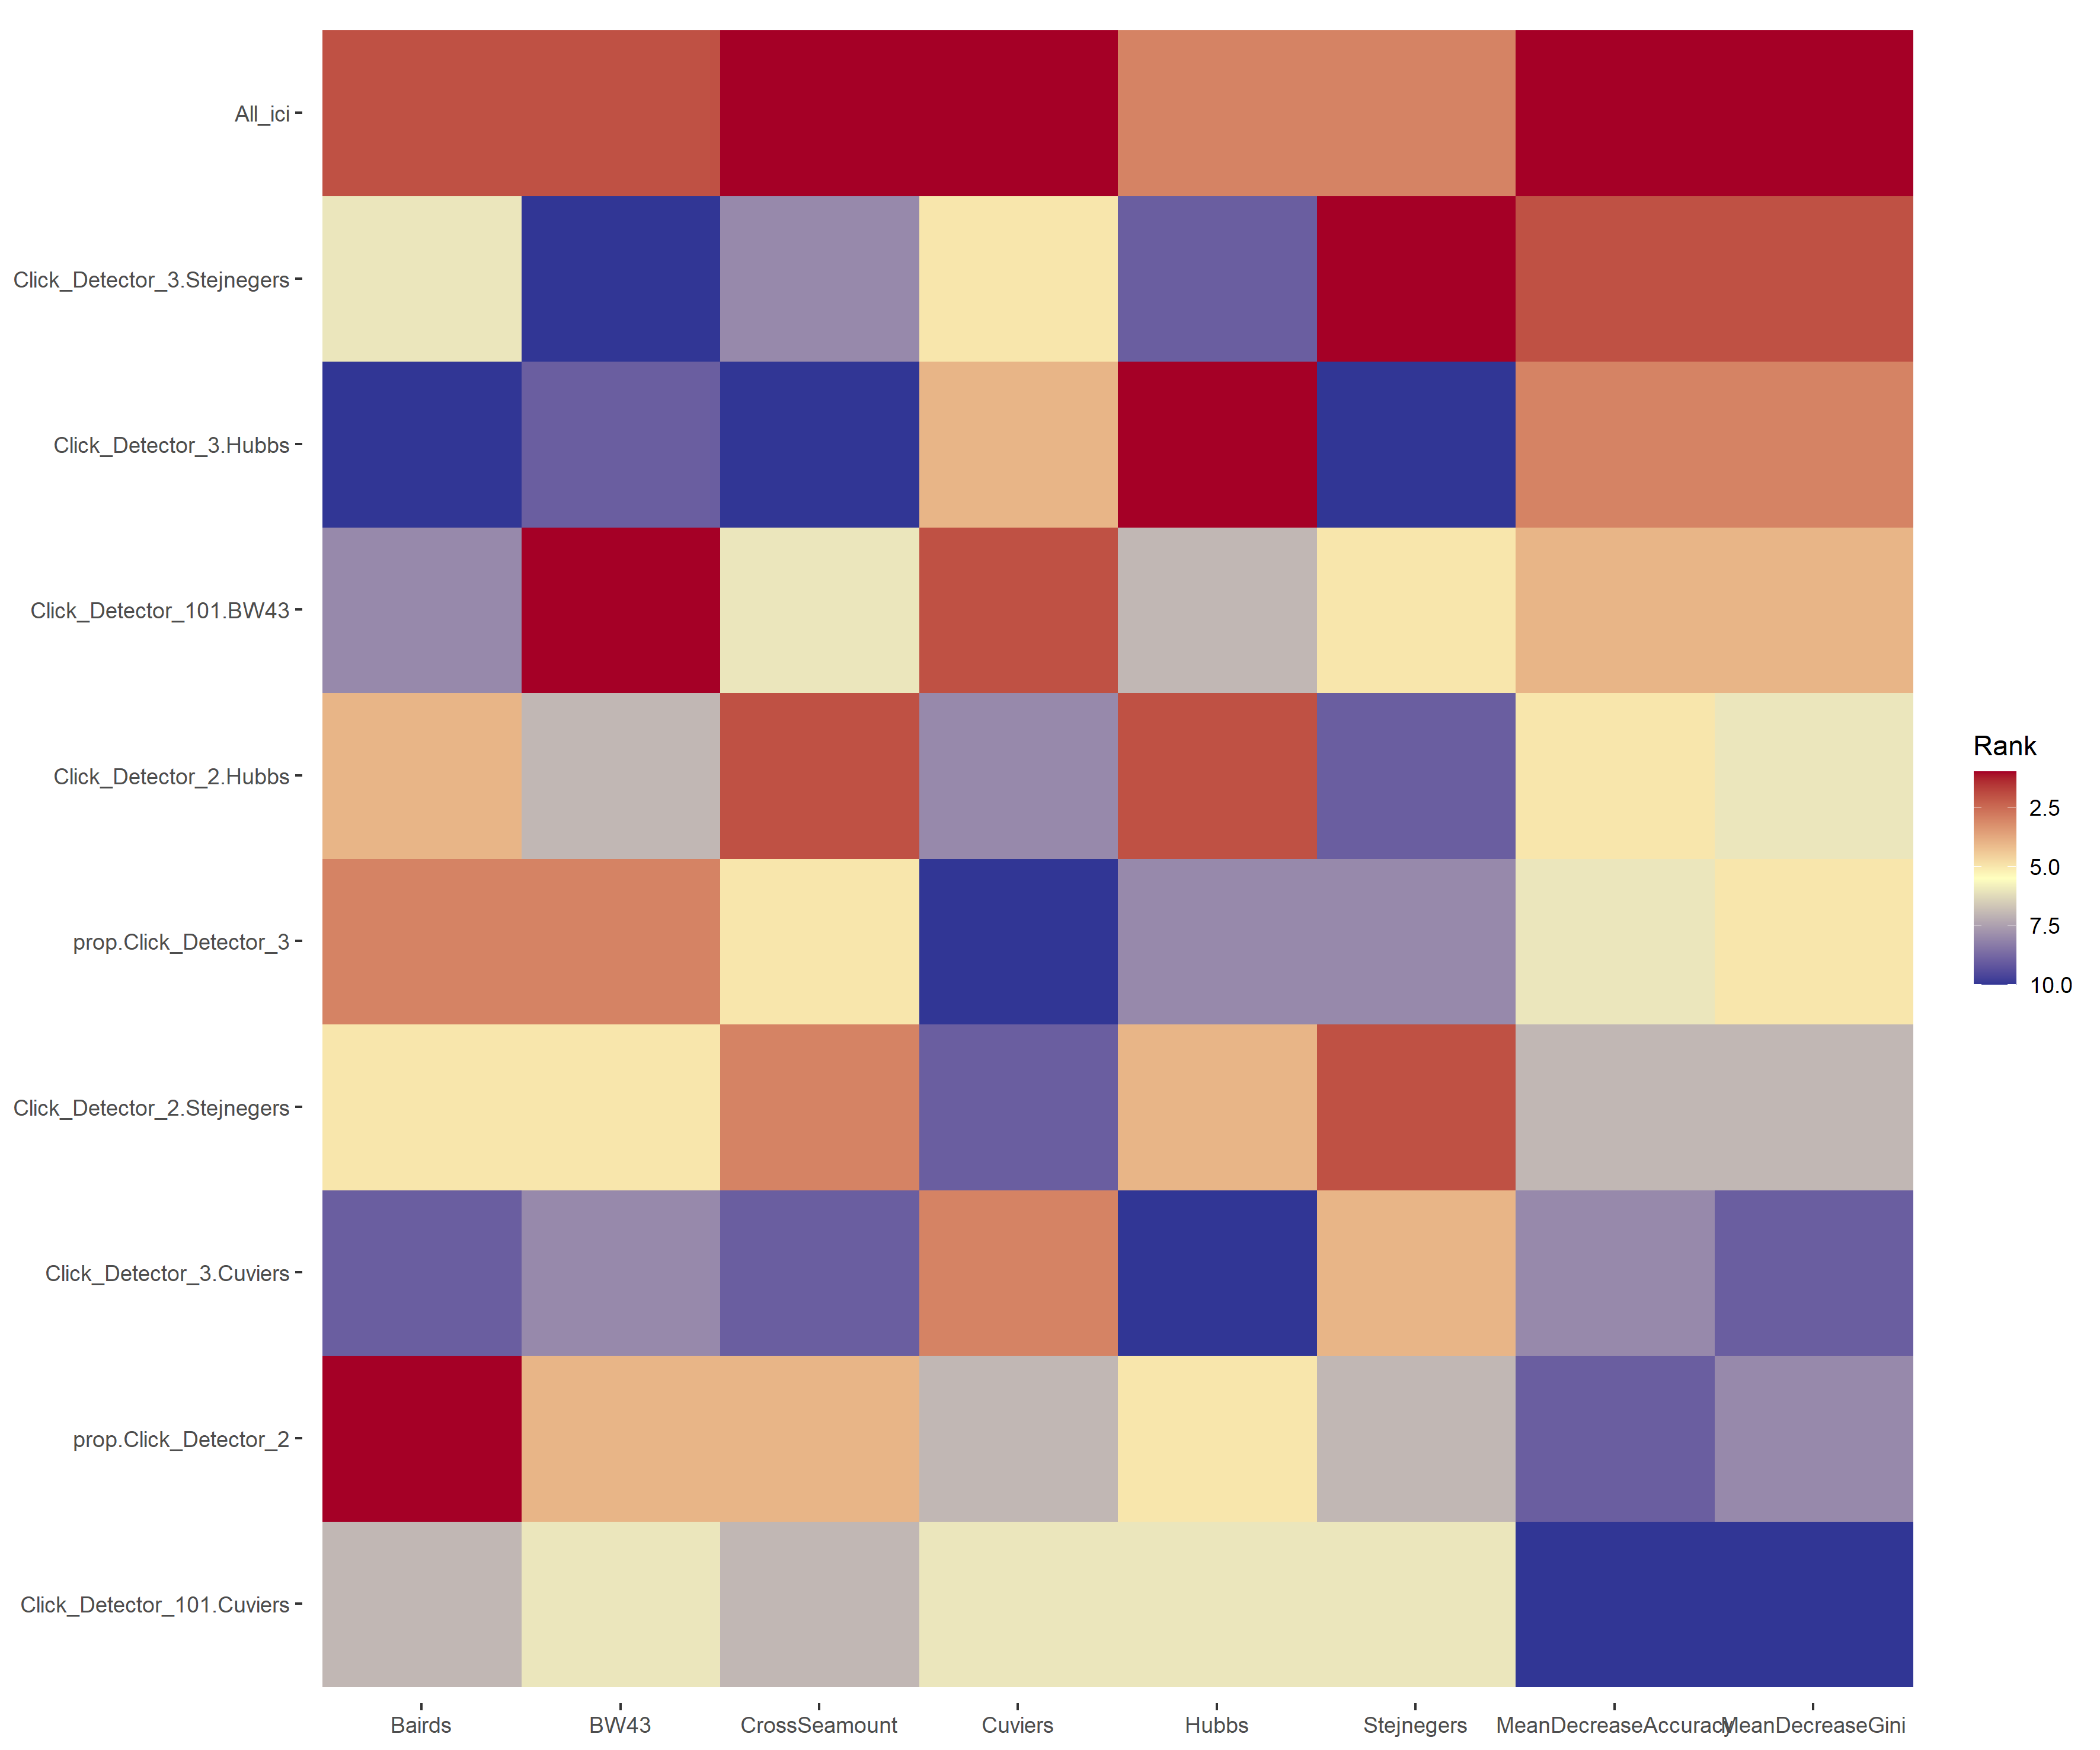 All_ici
Click_Detector_3.Stejnegers
Click_Detector_3.Hubbs
Click_Detector_101.BW43
Click_Detector_2.Hubbs
prop.Click_Detector_3
Click_Detector_2.Stejnegers
Click_Detector_3.Cuviers
prop.Click_Detector_2
Click_Detector_101.Cuviers
Bairds BW43 CrossSeamount Cuviers Hubbs Stejnegers MeanDecreaseAccuracy MeanDecreaseGini
Rank
2.5
5.0
7.5
10.0